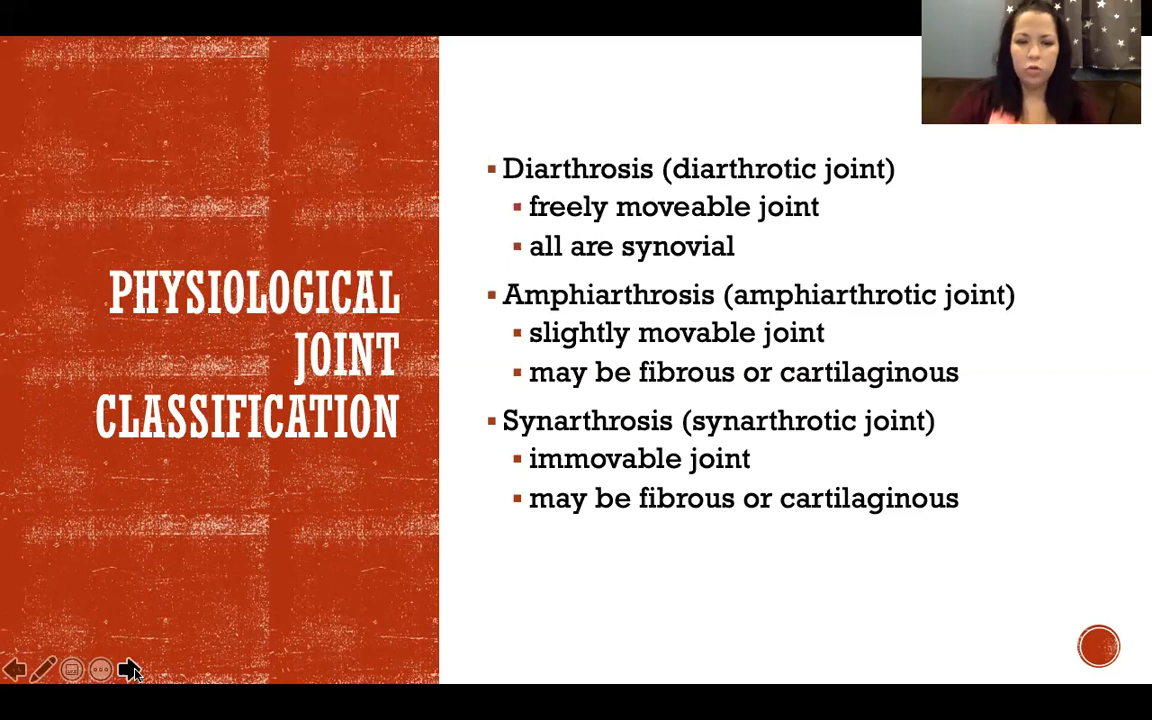 PHYSIOLOGICAL
JOINT
CLASSIFICATION
Diarthrosis (diarthrotic joint)
freely moveable joint
all are synovial
Amphiarthrosis (amphiarthrotic joint)
slightly movable joint
may be fibrous or cartilaginous
Synarthrosis (synarthrotic joint)
immovable joint
may be fibrous or cartilaginous